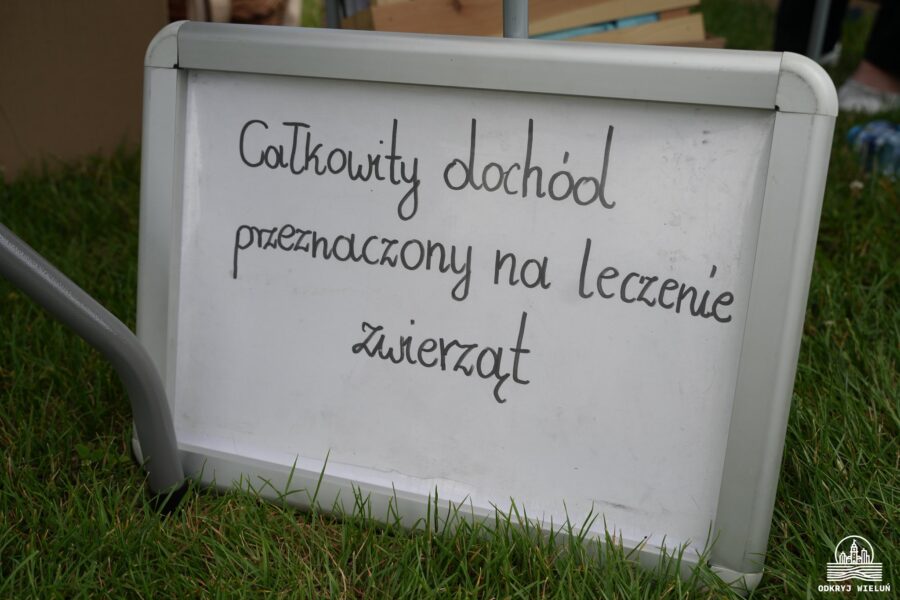 Całkowity dochód
przeznaczony na leczenie
zwierząt
ODKRYJ WIELUŃ